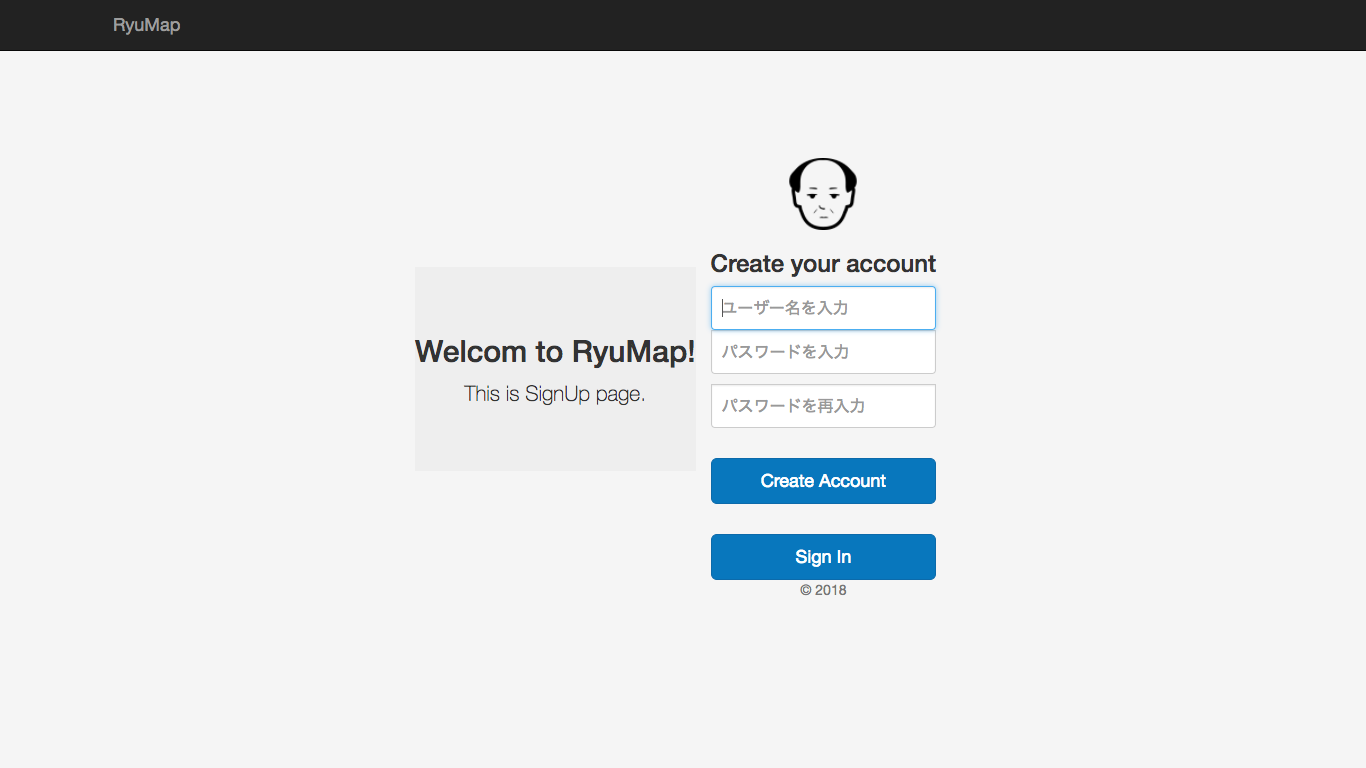 RyuMap
Welcom to RyuMap!
This is SignUp page.
Create your account
ユーザー名を入力
パスワードを入力
パスワードを再入力
Create Account
Sign In
© 2018